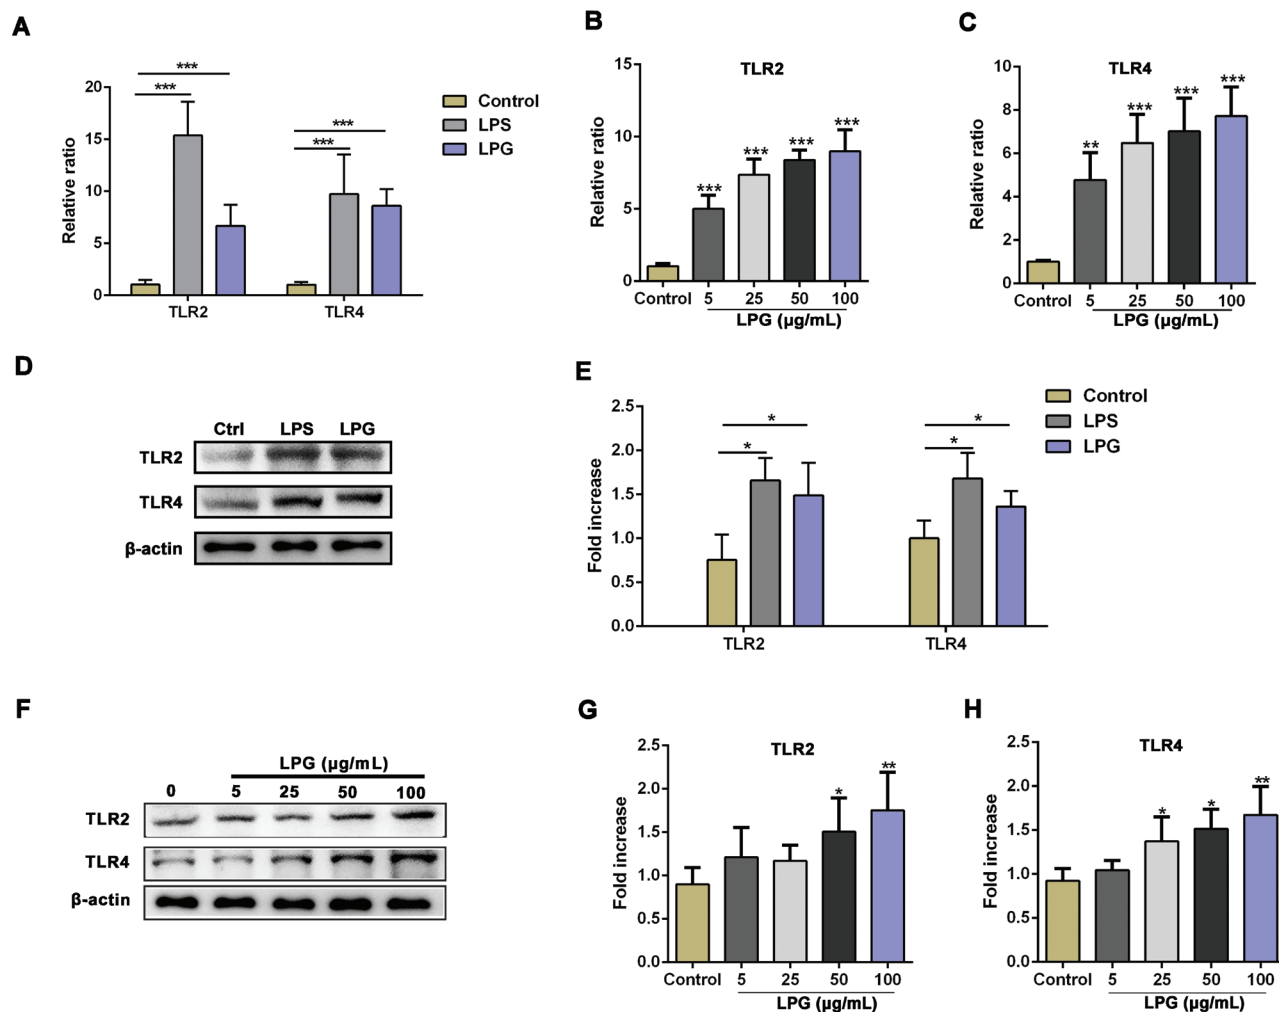 A
Relative ratio
20
15
10
5
0
***
***
***
***
TLR2
TLR4
Control
LPS
LPG
B
TLR2
Relative ratio
15
10
5
0
***
***
***
***
Control 5 25 50 100
LPG (μg/mL)
C
TLR4
Relative ratio
10
8
6
4
2
0
**
***
***
***
Control 5 25 50 100
LPG (μg/mL)
D
Ctrl LPS LPG
TLR2
TLR4
β-actin
E
Fold increase
2.5
2.0
1.5
1.0
0.5
0.0
*
*
*
*
TLR2
TLR4
Control
LPS
LPG
F
LPG (μg/mL)
0 5 25 50 100
TLR2
TLR4
β-actin
G
TLR2
Fold increase
2.5
2.0
1.5
1.0
0.5
0.0
*
**
Control 5 25 50 100
LPG (μg/mL)
H
TLR4
Fold increase
2.5
2.0
1.5
1.0
0.5
0.0
*
*
**
Control 5 25 50 100
LPG (μg/mL)